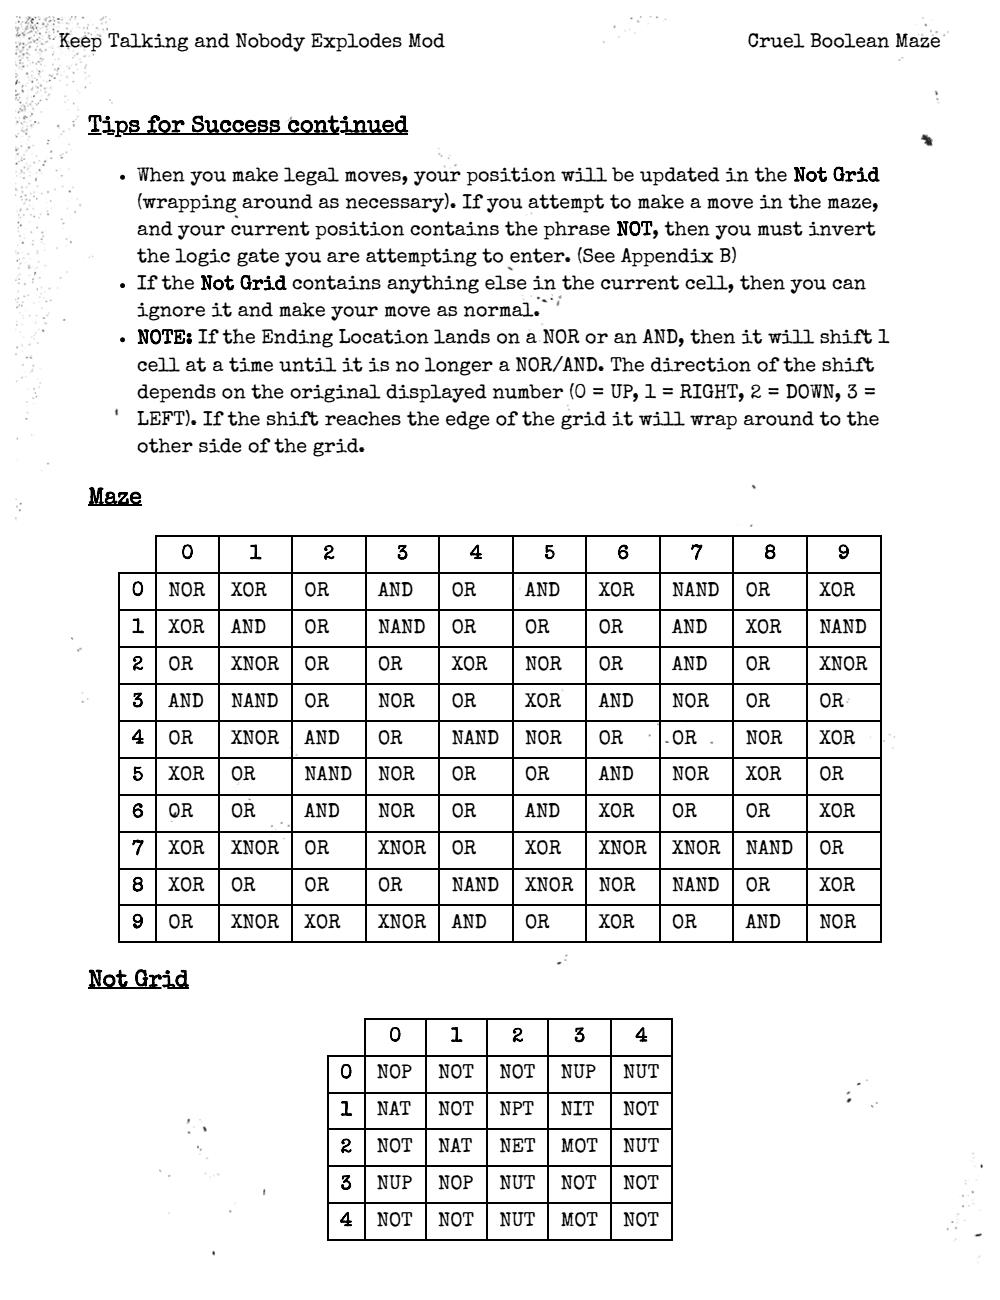 Keep Talking and Nobody Explodes Mod Cruel Boolean Maze
Tips for Success continued
• When you make legal moves, your position will be updated in the Not Grid
(wrapping around as necessary). If you attempt to make a move in the maze,
and your current position contains the phrase NOT, then you must invert
the logic gate you are attempting to enter. (See Appendix B)
• If the Not Grid contains anything else in the current cell, then you can
ignore it and make your move as normal.
• NOTE: If the Ending Location lands on a NOR or an AND, then it will shift 1
cell at a time until it is no longer a NOR/AND. The direction of the shift
depends on the original displayed number (0 = UP, 1 = RIGHT, 2 = DOWN, 3 =
LEFT). If the shift reaches the edge of the grid it will wrap around to the
other side of the grid.
Maze
0 1 2 3 4 5 6 7 8 9
0 NOR XOR OR AND OR AND XOR NAND OR XOR
1 XOR AND OR NAND OR OR OR AND XOR NAND
2 OR XNOR OR OR XOR NOR OR AND OR XNOR
3 AND NAND OR NOR OR XOR AND NOR OR OR
4 OR XNOR AND OR NAND NOR OR OR NOR XOR
5 XOR OR NAND NOR OR OR AND NOR XOR OR
6 OR OR AND NOR OR AND XOR OR OR XOR
7 XOR XNOR OR XNOR OR XOR XNOR XNOR NAND OR
8 XOR OR OR OR NAND XNOR NOR NAND OR XOR
9 OR XNOR XOR XNOR AND OR XOR OR AND NOR
Not Grid
0 1 2 3 4
0 NOP NOT NOT NUP NUT
1 NAT NOT NPT NIT NOT
2 NOT NAT NET MOT NUT
3 NUP NOP NUT NOT NOT
4 NOT NOT NUT MOT NOT